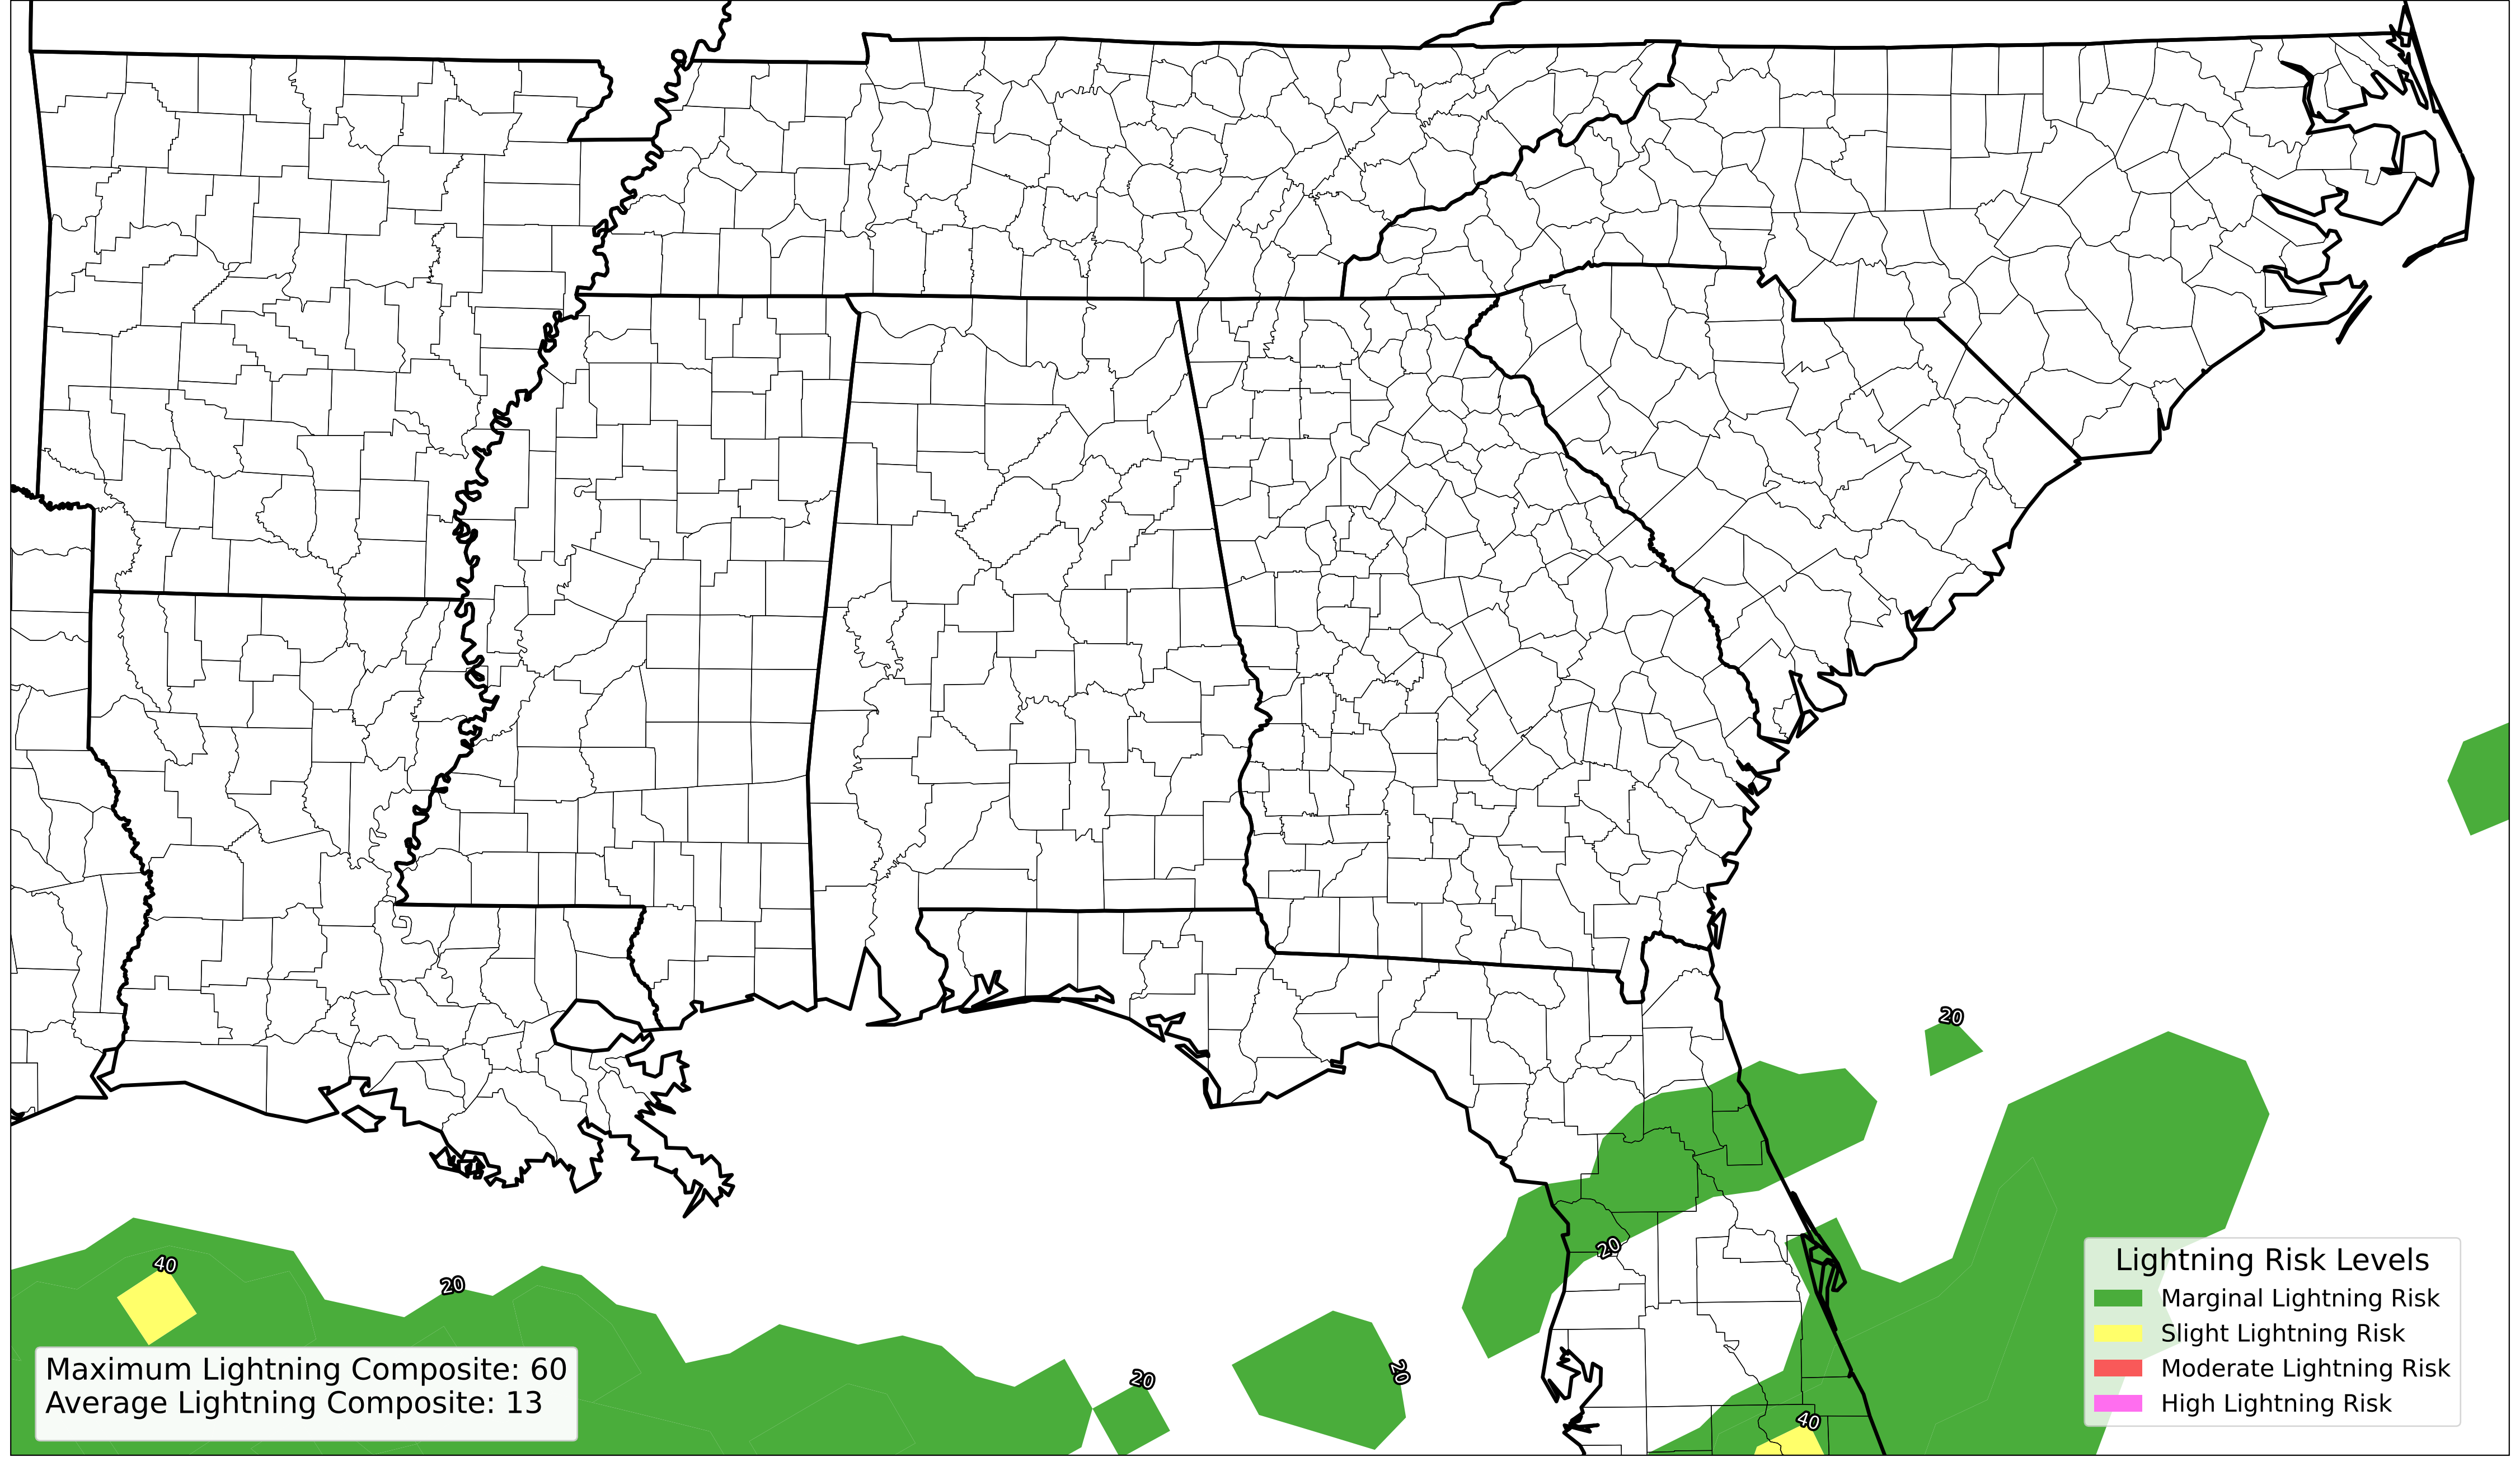 20
20
40
20
20
20
40
Lightning Risk Levels
Marginal Lightning Risk
Slight Lightning Risk
Moderate Lightning Risk
High Lightning Risk
Maximum Lightning Composite: 60
Average Lightning Composite: 13